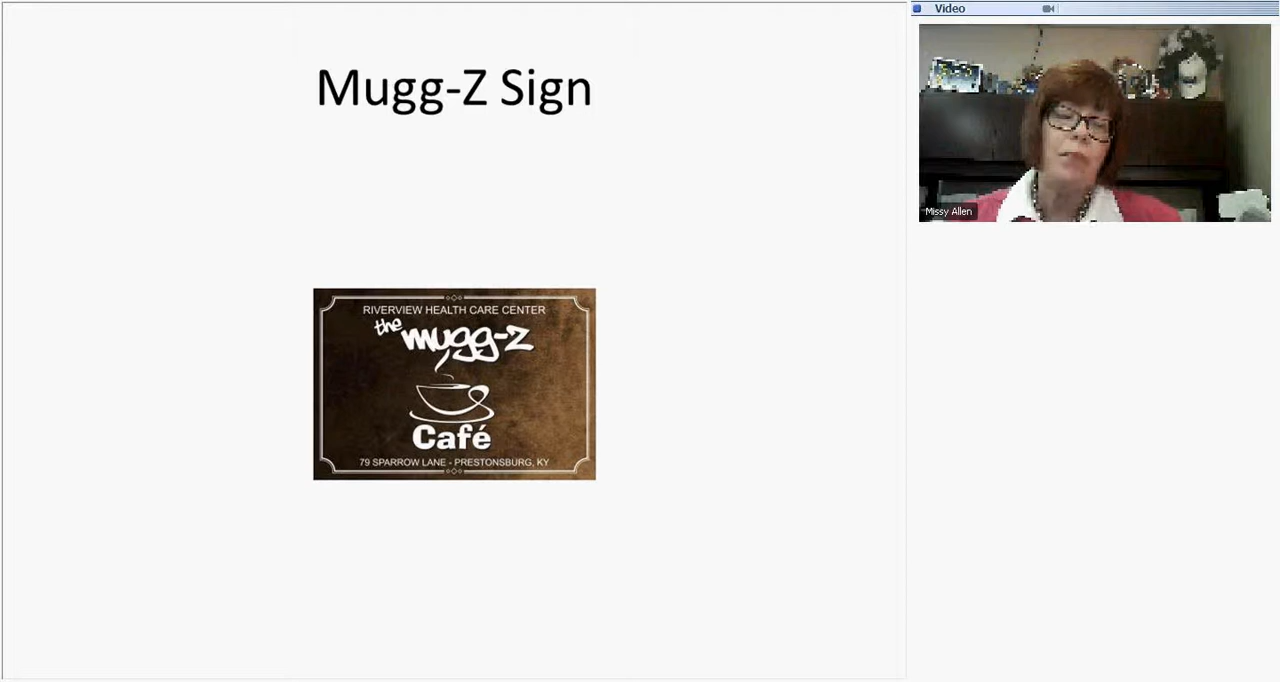 Mugg-Z Sign
RIVERVIEW HEALTH CARE CENTER
the mugg-z
Café
79 SPARROW LANE - PRESTONSBURG, KY
Video
Missy Allen